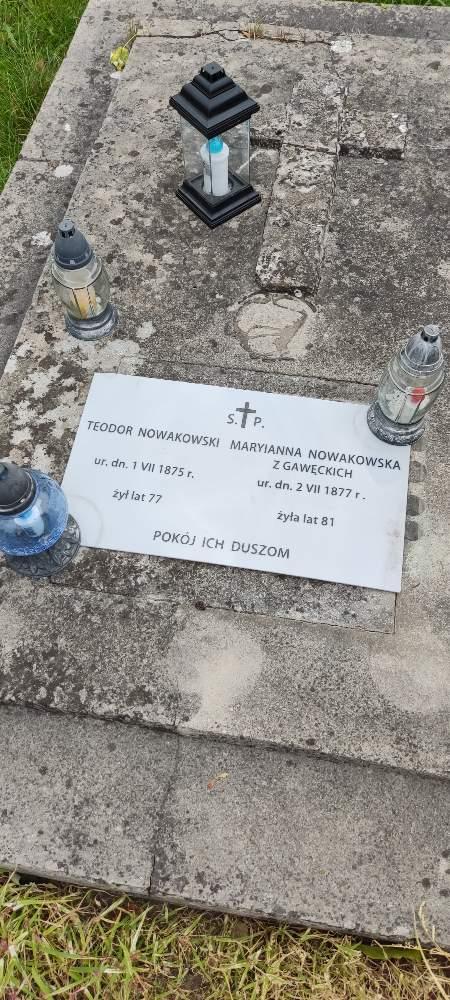 S. † P.
TEODOR NOWAKOWSKI
ur. dn. 1 VII 1875 r.
żył lat 77
MARYIANNA NOWAKOWSKA
Z GAWĘCKICH
ur. dn. 2 VII 1877 r.
żyła lat 81
POKÓJ ICH DUSZOM